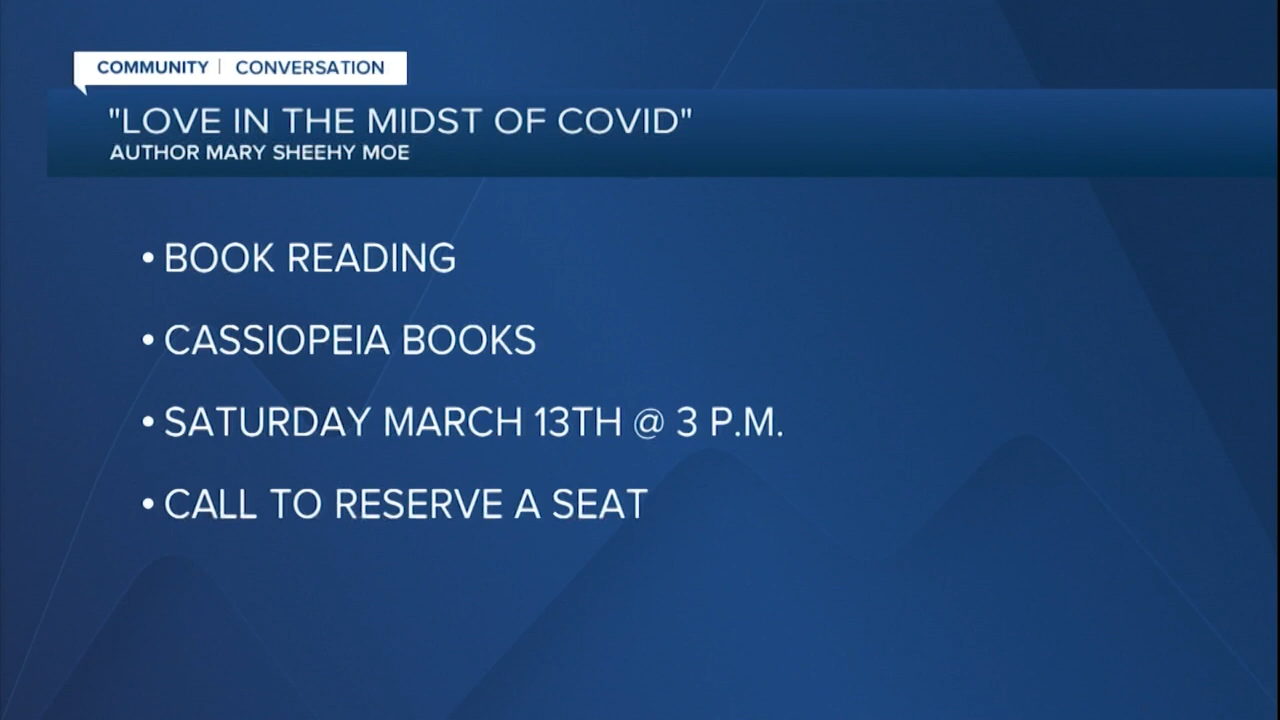 COMMUNITY | CONVERSATION
"LOVE IN THE MIDST OF COVID"
AUTHOR MARY SHEEHY MOE
• BOOK READING
• CASSIOPEIA BOOKS
• SATURDAY MARCH 13TH @ 3 P.M.
• CALL TO RESERVE A SEAT